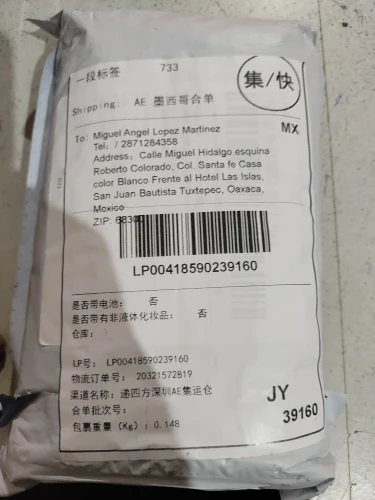 一段标签 733
集/快
Shipping: AE 墨西哥合单
To: Miguel Angel Lopez Martinez
MX
Tel: / 2871284358
Address: Calle Miguel Hidalgo esquina
Roberto Colorado, Col. Santa fe Casa
color Blanco Frente al Hotel Las Islas,
San Juan Bautista Tuxtepec, Oaxaca,
Mexico
ZIP: 68300
LP00418590239160
是否带电池: 否
是否带有非液体化妆品: 否
仓库:
LP号: LP00418590239160
物流订单号: 20321572819
渠道名称: 递四方深圳AE集运仓
合单批次号:
包裹重量 (Kg): 0.148
JY
39160